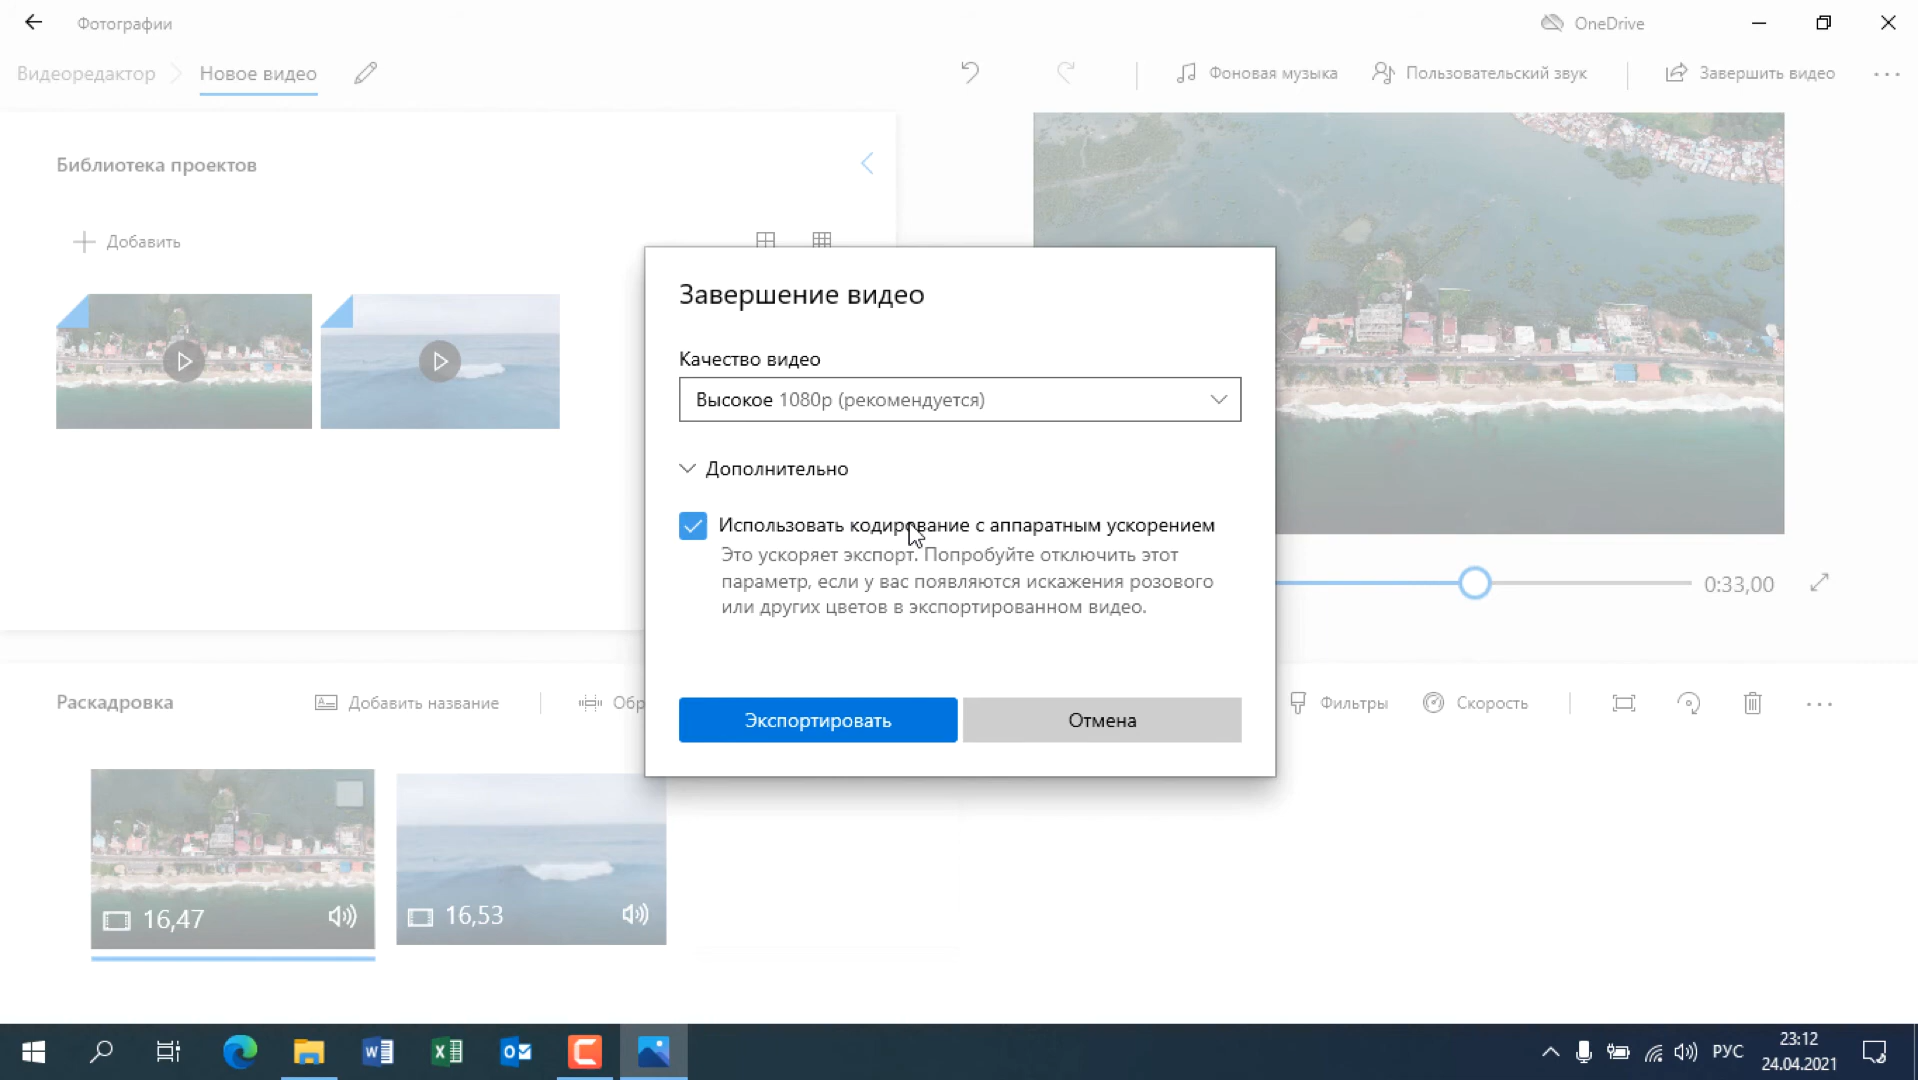 Фотографии
OneDrive
Видеоредактор
Новое видео
Фоновая музыка
Пользовательский звук
Завершить видео
Библиотека проектов
Добавить
Завершение видео
Качество видео
Высокое 1080p (рекомендуется)
Дополнительно
Использовать кодирование с аппаратным ускорением
Это ускоряет экспорт. Попробуйте отключить этот
параметр, если у вас появляются искажения розового
или других цветов в экспортированном видео.
0:33,00
Экспортировать
Отмена
Раскадровка
Добавить название
Обр
Фильтры
Скорость
16,47
16,53
РУС
23:12
24.04.2021